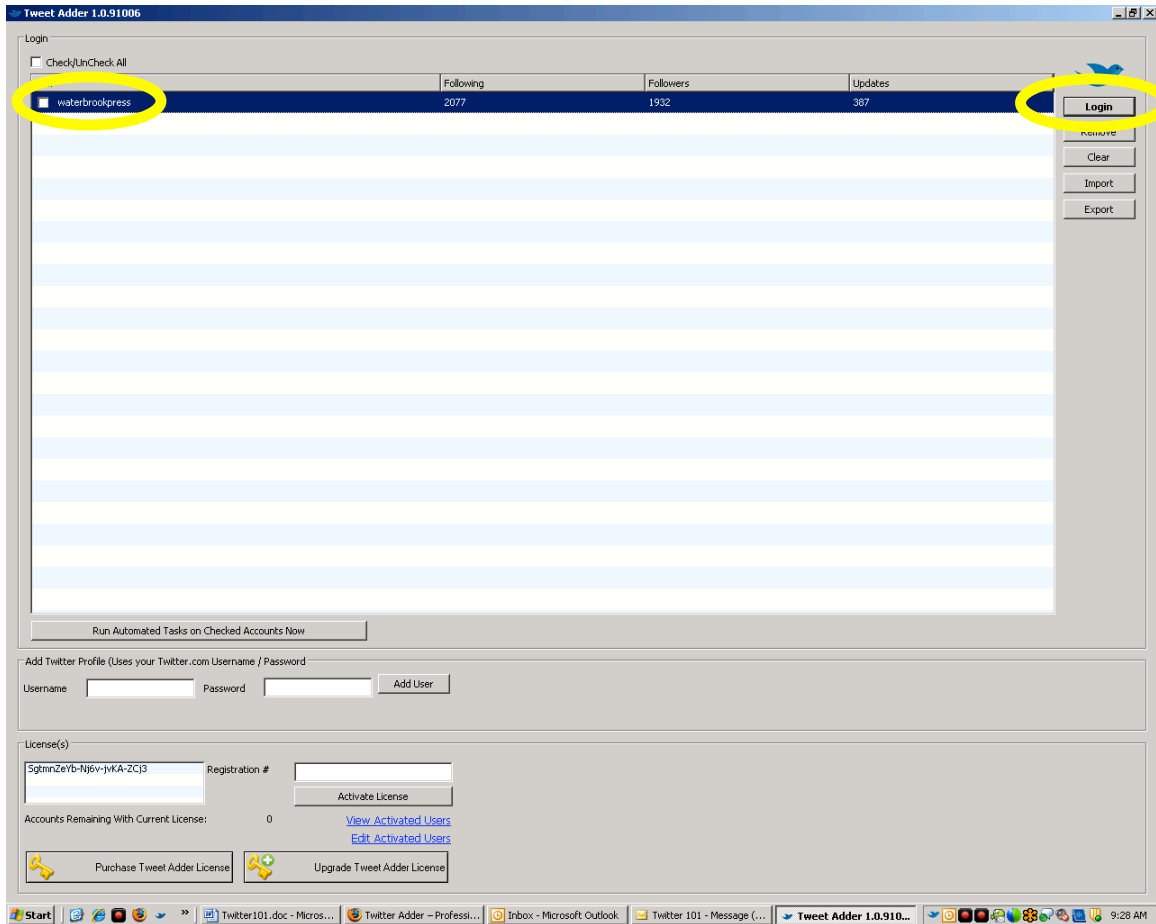 Tweet Adder 1.0.91006
Login
Check/UnCheck All
Following Followers Updates
waterbrookpress 2077 1932 387
Login
Remove
Clear
Import
Export
Run Automated Tasks on Checked Accounts Now
Add Twitter Profile (Uses your Twitter.com Username / Password
Username Password Add User
License(s)
SgtmnZeYb-Nj6v-jvKA-ZCj3 Registration #
Activate License
Accounts Remaining With Current License: 0 View Activated Users
Edit Activated Users
Purchase Tweet Adder License Upgrade Tweet Adder License
Start » Twitter101.doc - Micros... Twitter Adder – Professi... Inbox - Microsoft Outlook Twitter 101 - Message (... Tweet Adder 1.0.910... 9:28 AM